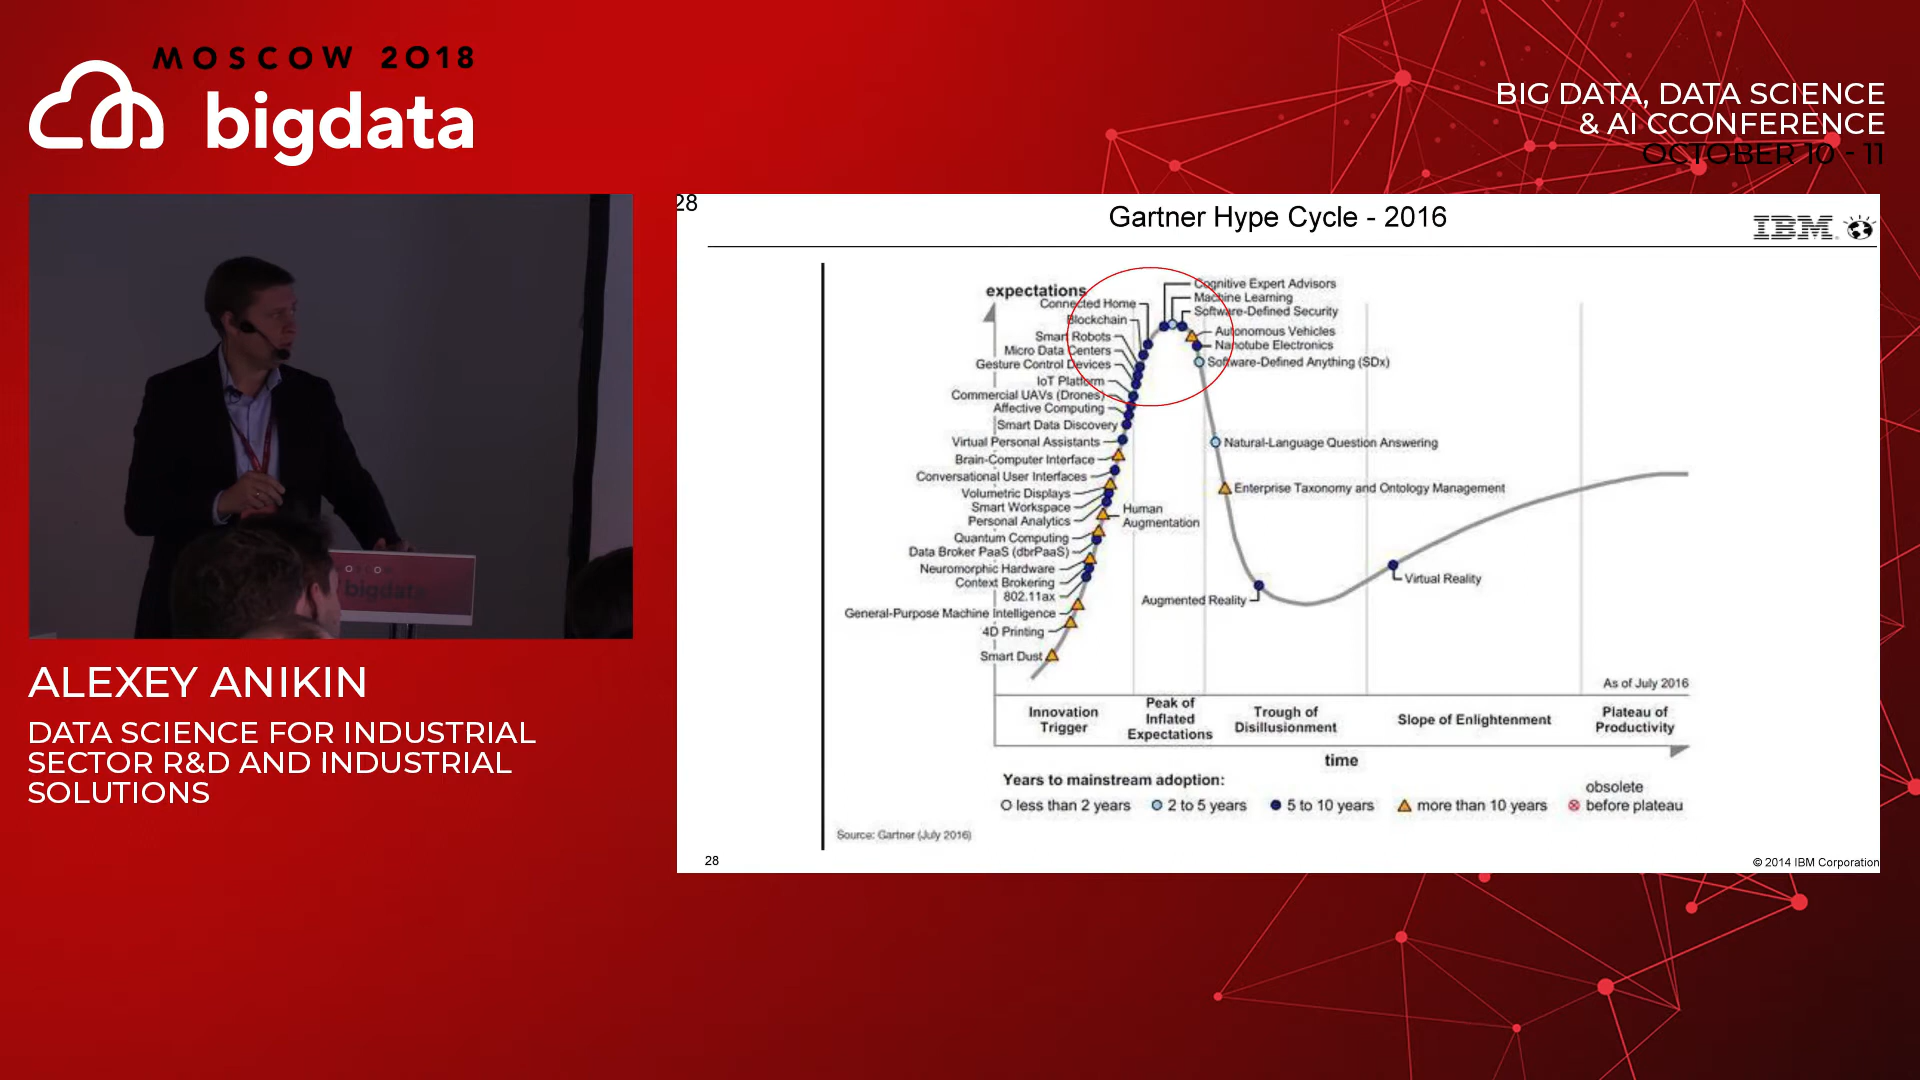 MOSCOW 2018
bigdata
BIG DATA, DATA SCIENCE
& AI CCONFERENCE
OCTOBER 10 - 11
bigdata
ALEXEY ANIKIN
DATA SCIENCE FOR INDUSTRIAL
SECTOR R&D AND INDUSTRIAL
SOLUTIONS
28
Gartner Hype Cycle - 2016
IBM
expectations
Connected Home
Blockchain
Smart Robots
Micro Data Centers
Gesture Control Devices
IoT Platform
Commercial UAVs (Drones)
Affective Computing
Smart Data Discovery
Virtual Personal Assistants
Brain-Computer Interface
Conversational User Interfaces
Volumetric Displays
Smart Workspace
Personal Analytics
Quantum Computing
Data Broker PaaS (dbrPaaS)
Neuromorphic Hardware
Context Brokering
802.11ax
General-Purpose Machine Intelligence
4D Printing
Smart Dust
Human
Augmentation
Cognitive Expert Advisors
Machine Learning
Software-Defined Security
Autonomous Vehicles
Nanotube Electronics
Software-Defined Anything (SDx)
Natural-Language Question Answering
Enterprise Taxonomy and Ontology Management
Augmented Reality
Virtual Reality
As of July 2016
Innovation
Trigger
Peak of
Inflated
Expectations
Trough of
Disillusionment
Slope of Enlightenment
Plateau of
Productivity
time
Years to mainstream adoption:
less than 2 years
2 to 5 years
5 to 10 years
more than 10 years
obsolete
before plateau
Source: Gartner (July 2016)
28
© 2014 IBM Corporation